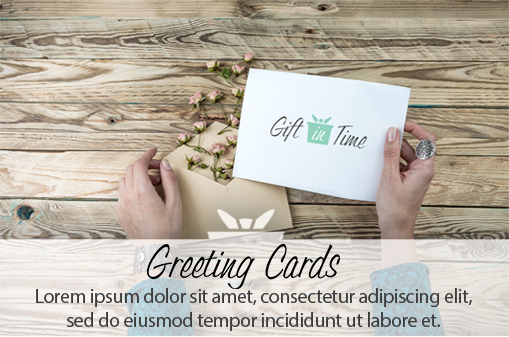 Gift in Time
Greeting Cards
Lorem ipsum dolor sit amet, consectetur adipiscing elit,
sed do eiusmod tempor incididunt ut labore et.